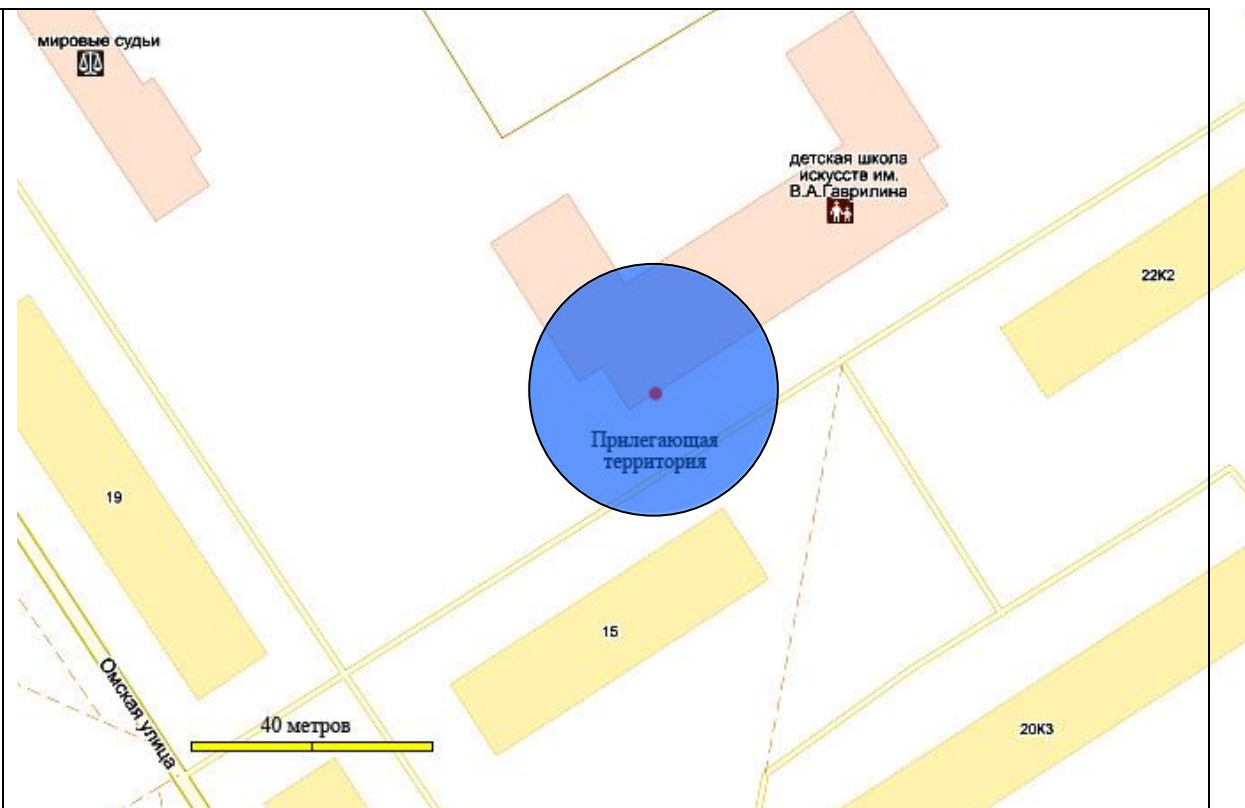 мировые судьи
детская школа
искусств им.
В.А.Гаврилина
22К2
Прилегающая
территория
19
15
Омская улица
40 метров
20К3